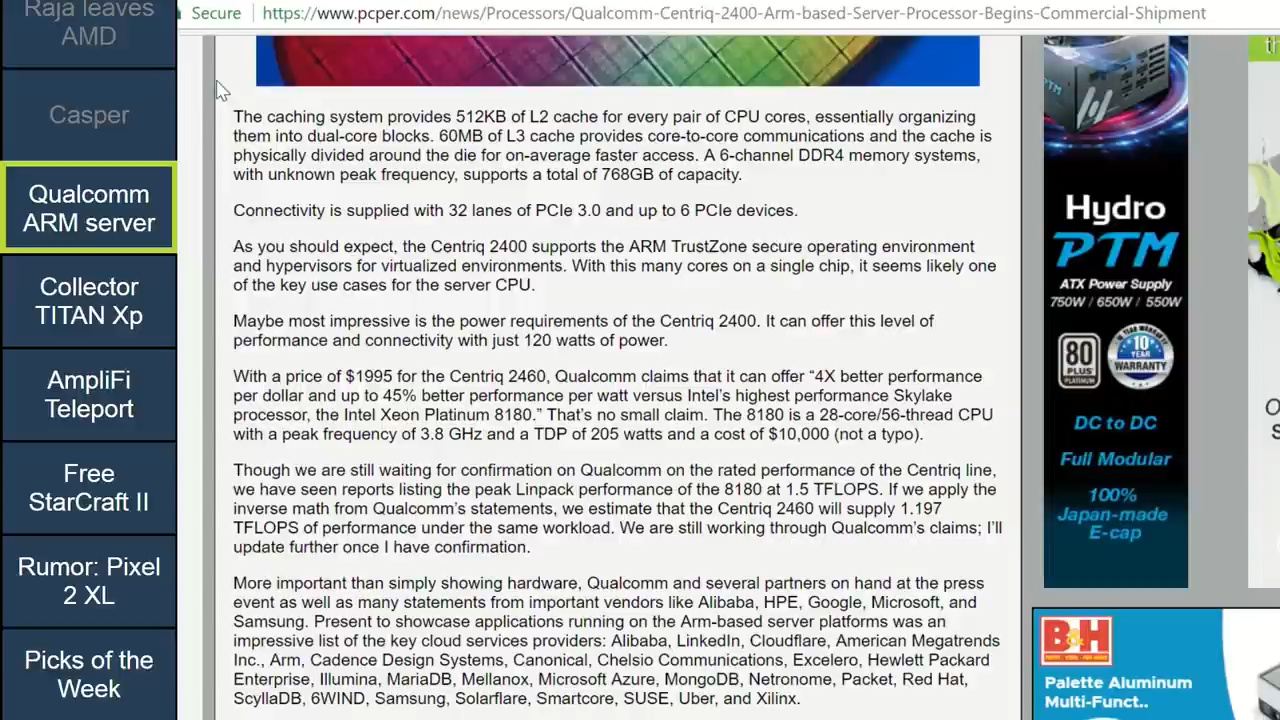 Raja leaves
AMD
Casper
Qualcomm
ARM server
Collector
TITAN Xp
AmpliFi
Teleport
Free
StarCraft II
Rumor: Pixel
2 XL
Picks of the
Week
Secure
https://www.pcper.com/news/Processors/Qualcomm-Centriq-2400-Arm-based-Server-Processor-Begins-Commercial-Shipment
The caching system provides 512KB of L2 cache for every pair of CPU cores, essentially organizing
them into dual-core blocks. 60MB of L3 cache provides core-to-core communications and the cache is
physically divided around the die for on-average faster access. A 6-channel DDR4 memory systems,
with unknown peak frequency, supports a total of 768GB of capacity.
Connectivity is supplied with 32 lanes of PCIe 3.0 and up to 6 PCIe devices.
As you should expect, the Centriq 2400 supports the ARM TrustZone secure operating environment
and hypervisors for virtualized environments. With this many cores on a single chip, it seems likely one
of the key use cases for the server CPU.
Maybe most impressive is the power requirements of the Centriq 2400. It can offer this level of
performance and connectivity with just 120 watts of power.
With a price of $1995 for the Centriq 2460, Qualcomm claims that it can offer “4X better performance
per dollar and up to 45% better performance per watt versus Intel’s highest performance Skylake
processor, the Intel Xeon Platinum 8180.” That’s no small claim. The 8180 is a 28-core/56-thread CPU
with a peak frequency of 3.8 GHz and a TDP of 205 watts and a cost of $10,000 (not a typo).
Though we are still waiting for confirmation on Qualcomm on the rated performance of the Centriq line,
we have seen reports listing the peak Linpack performance of the 8180 at 1.5 TFLOPS. If we apply the
inverse math from Qualcomm’s statements, we estimate that the Centriq 2460 will supply 1.197
TFLOPS of performance for the same workload. We are still working through Qualcomm’s claims; I’ll
update further once I have confirmation.
More important than simply showing hardware, Qualcomm and several partners on hand at the press
event as well as many statements from important vendors like Alibaba, HPE, Google, Microsoft, and
Samsung. Present to showcase applications running on the Arm-based server platforms was an
impressive list of the key cloud services providers: Alibaba, LinkedIn, Cloudflare, American Megatrends
Inc., Arm, Cadence Design Systems, Canonical, Chelsio Communications, Excelero, Hewlett Packard
Enterprise, Illumina, MariaDB, Mellanox, Microsoft Azure, MongoDB, Netronome, Packet, Red Hat,
ScyllaDB, 6WIND, Samsung, Solarflare, Smartcore, SUSE, Uber, and Xilinx.
PTM
Hydro
PTM
ATX Power Supply
750W / 650W / 550W
80
PLUS
PLATINUM
10
YEAR
WARRANTY
DC to DC
Full Modular
100%
Japan-made
E-cap
B&H
Palette Aluminum
Multi-Funct..